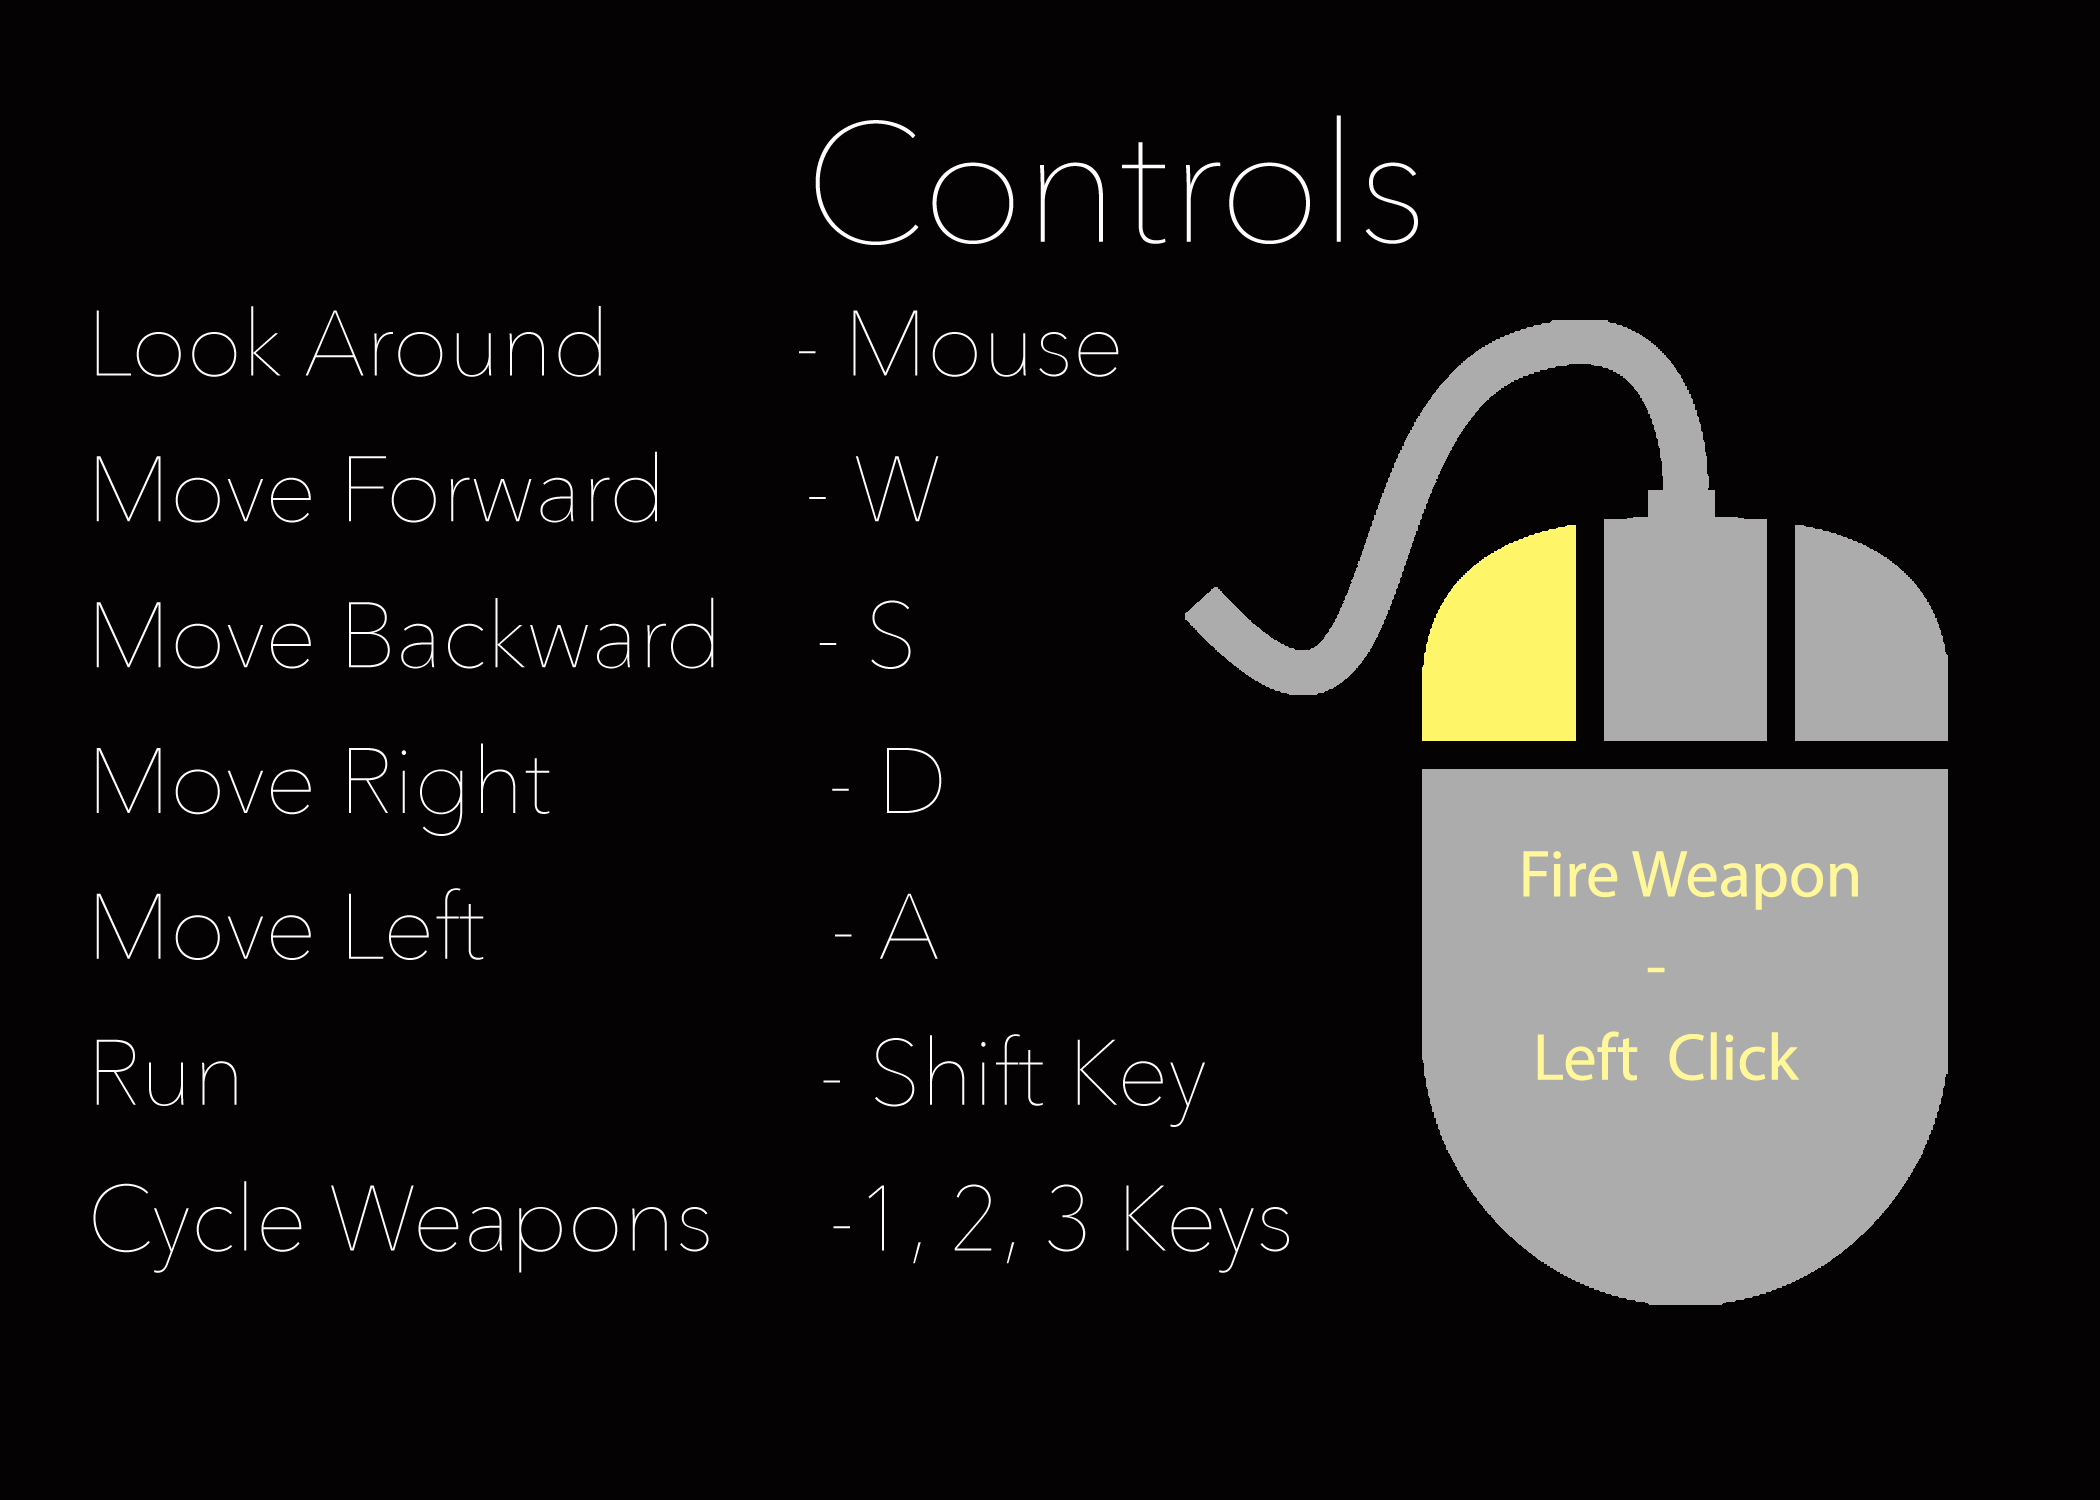 Controls
Look Around - Mouse
Move Forward - W
Move Backward - S
Move Right - D
Move Left - A
Run - Shift Key
Cycle Weapons -1, 2, 3 Keys
Fire Weapon
-
Left Click